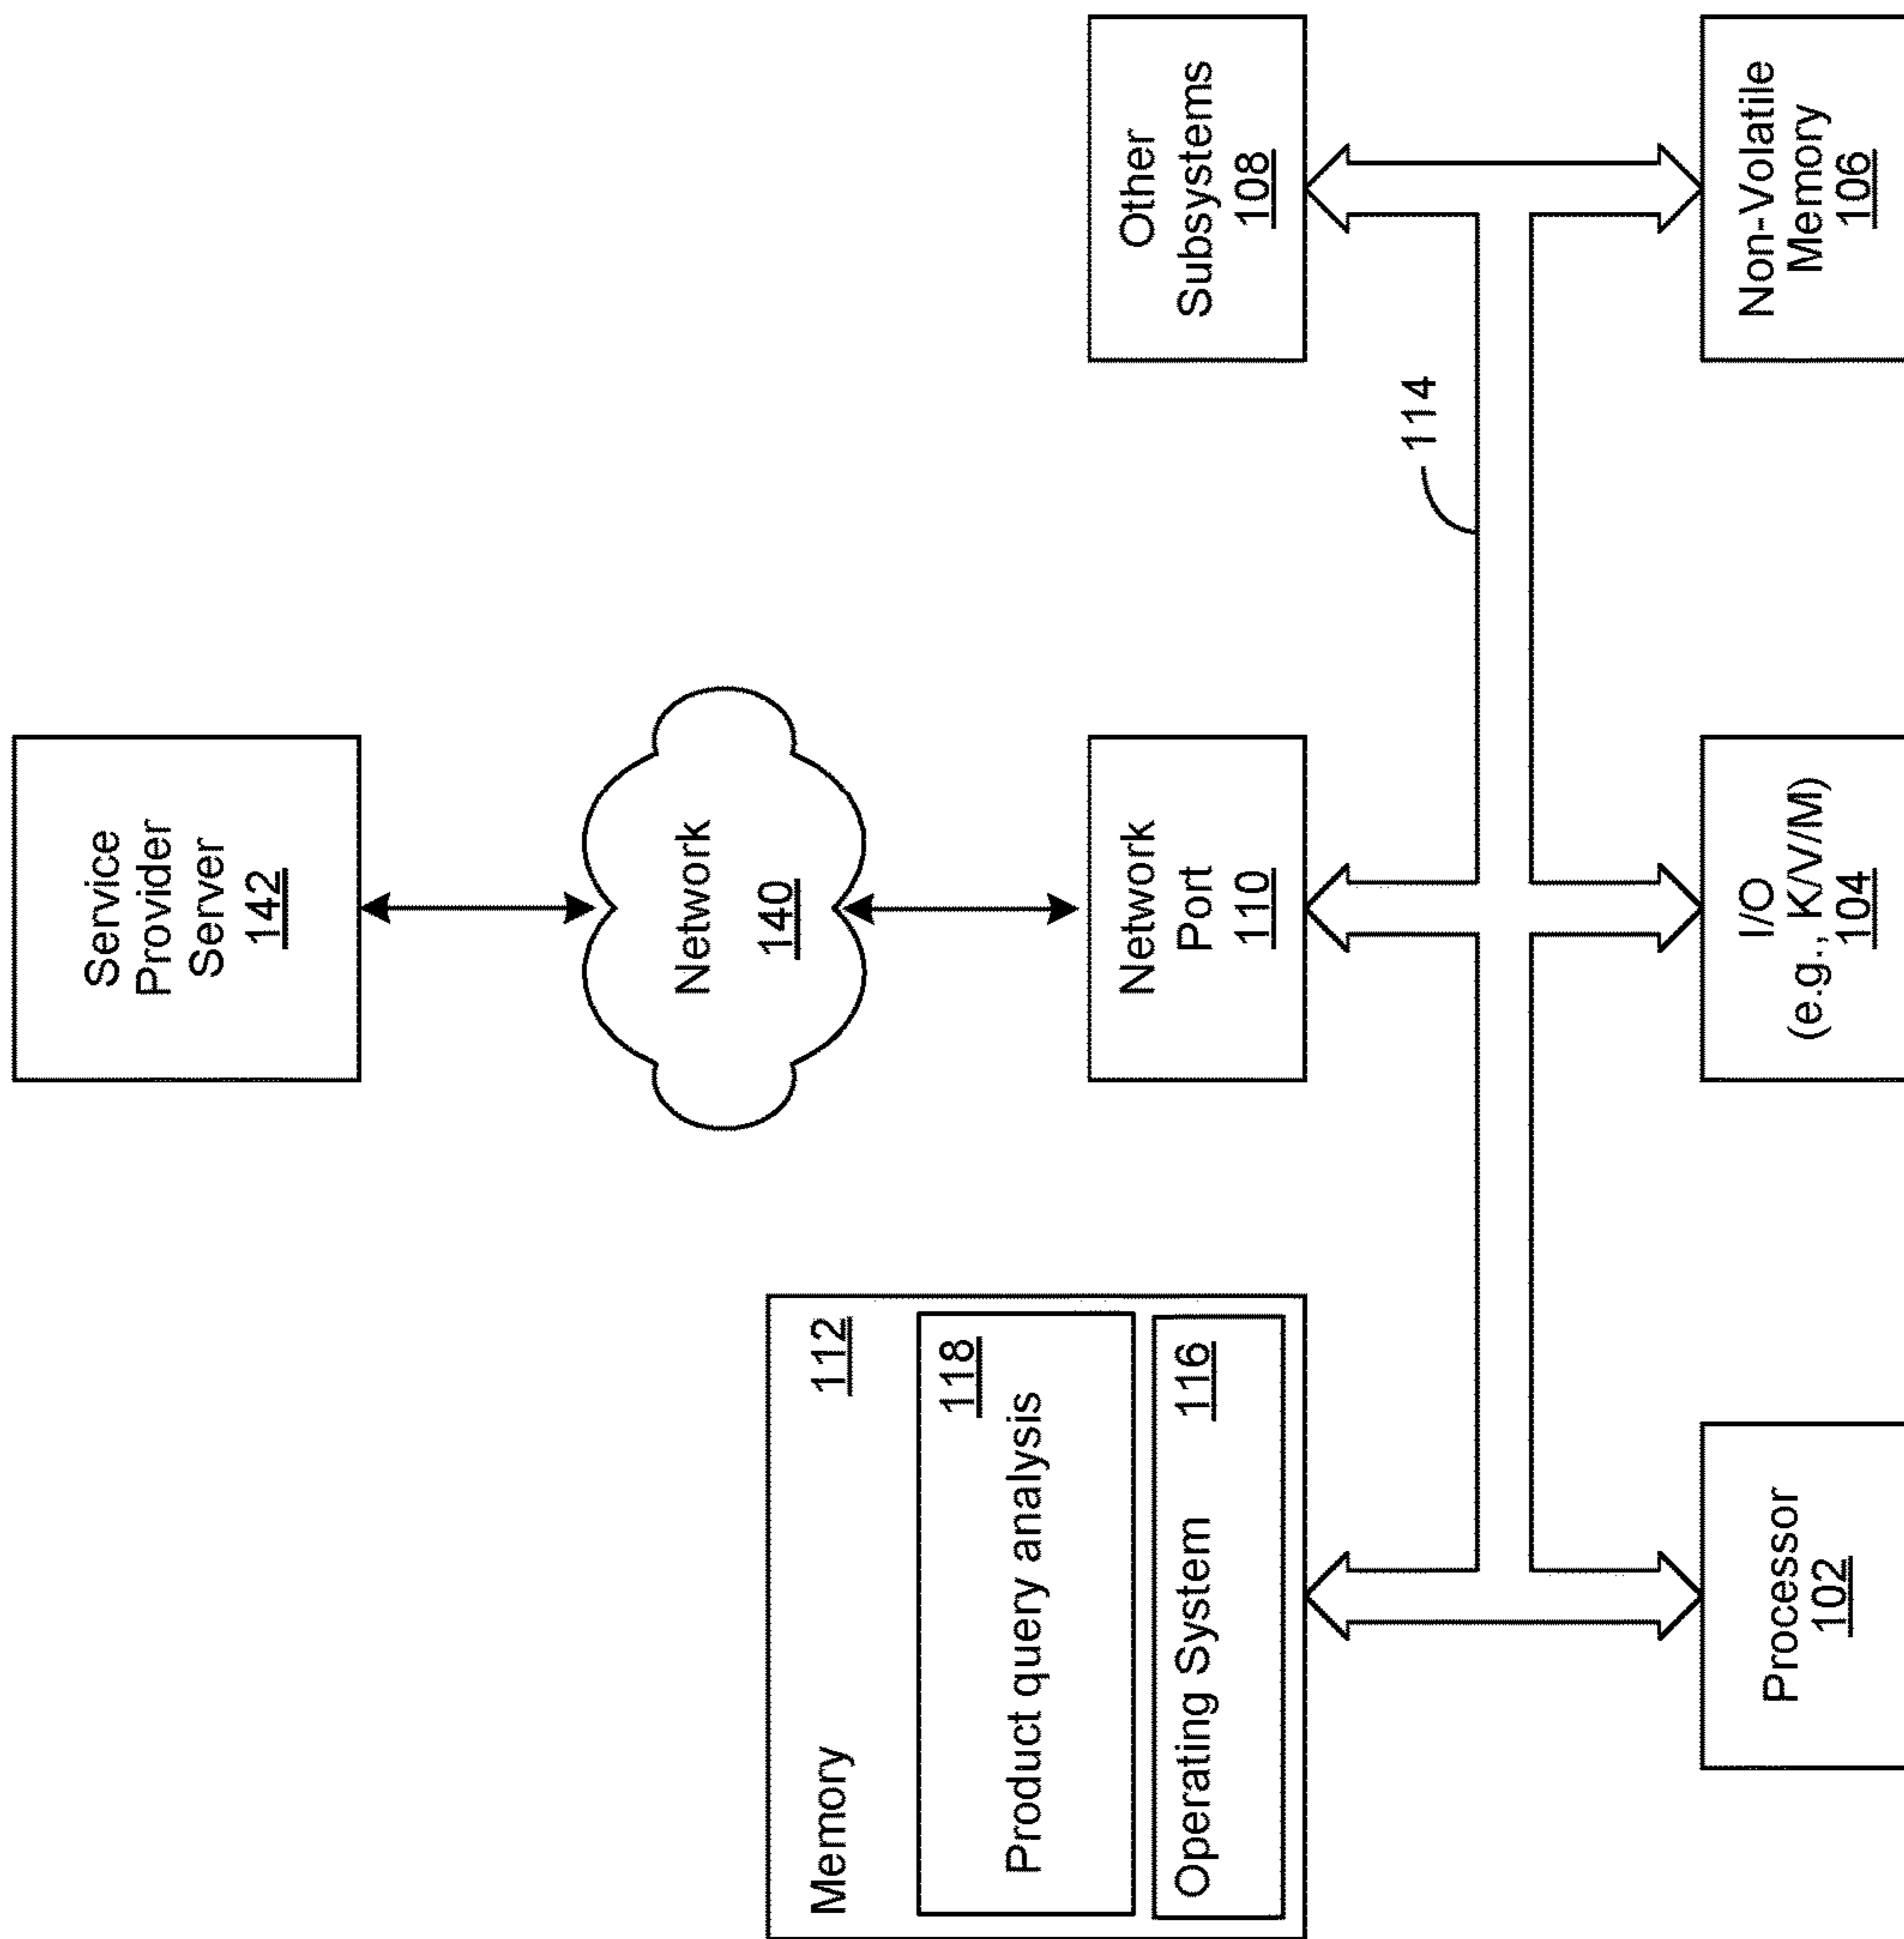 Service
Provider
Server
142
Network
140
Memory
112
118
Product query analysis
Operating System
116
Network
Port
110
Other
Subsystems
108
114
Processor
102
I/O
(e.g., K/V/M)
104
Non-Volatile
Memory
106